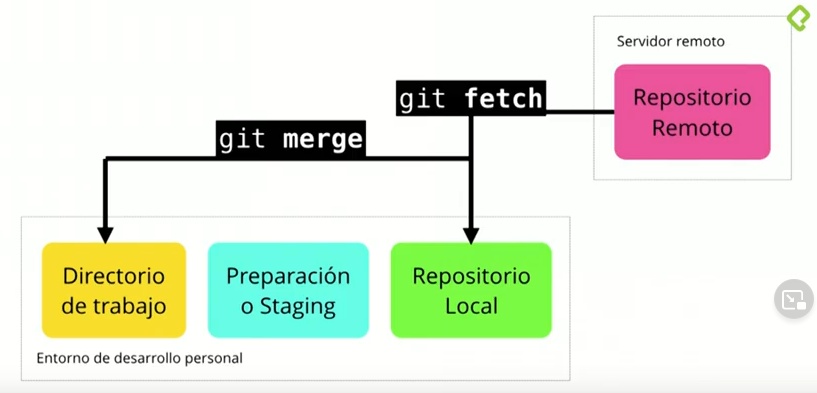 Servidor remoto
git fetch
Repositorio
Remoto
git merge
Directorio
de trabajo
Preparación
o Staging
Repositorio
Local
Entorno de desarrollo personal